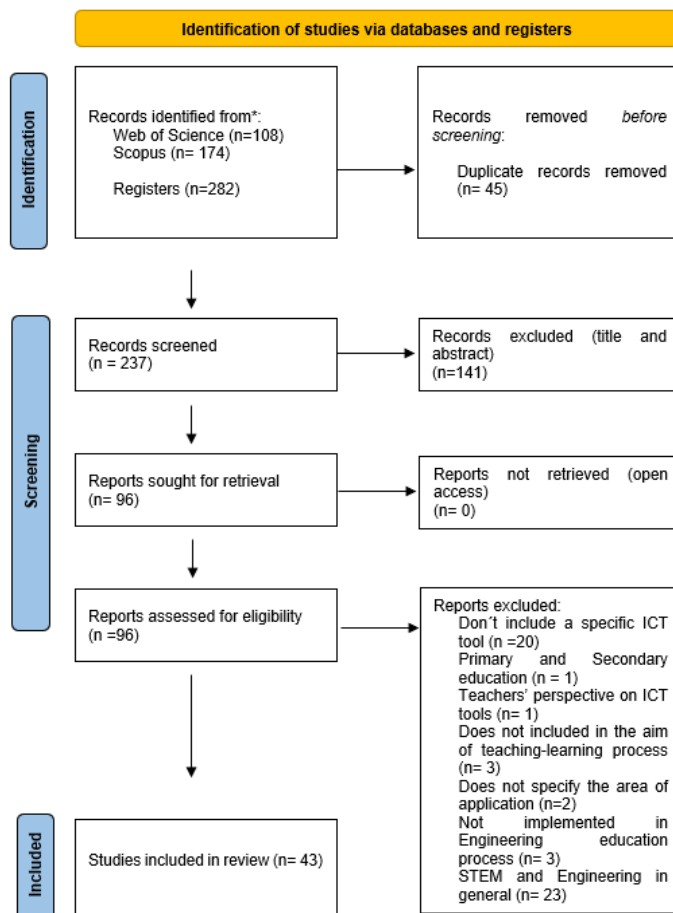 Identification of studies via databases and registers
Identification
Records identified from*:
Web of Science (n=108)
Scopus (n= 174)
Registers (n=282)
Records removed before
screening:
Duplicate records removed
(n= 45)
Screening
Records screened
(n = 237)
Records excluded (title and
abstract)
(n=141)
Reports sought for retrieval
(n= 96)
Reports not retrieved (open
access)
(n= 0)
Reports assessed for eligibility
(n =96)
Reports excluded:
Don´t include a specific ICT
tool (n =20)
Primary and Secondary
education (n = 1)
Teachers’ perspective on ICT
tools (n= 1)
Does not included in the aim
of teaching-learning process
(n= 3)
Does not specify the area of
application (n=2)
Not implemented in
Engineering education
process (n= 3)
STEM and Engineering in
general (n= 23)
Included
Studies included in review (n= 43)